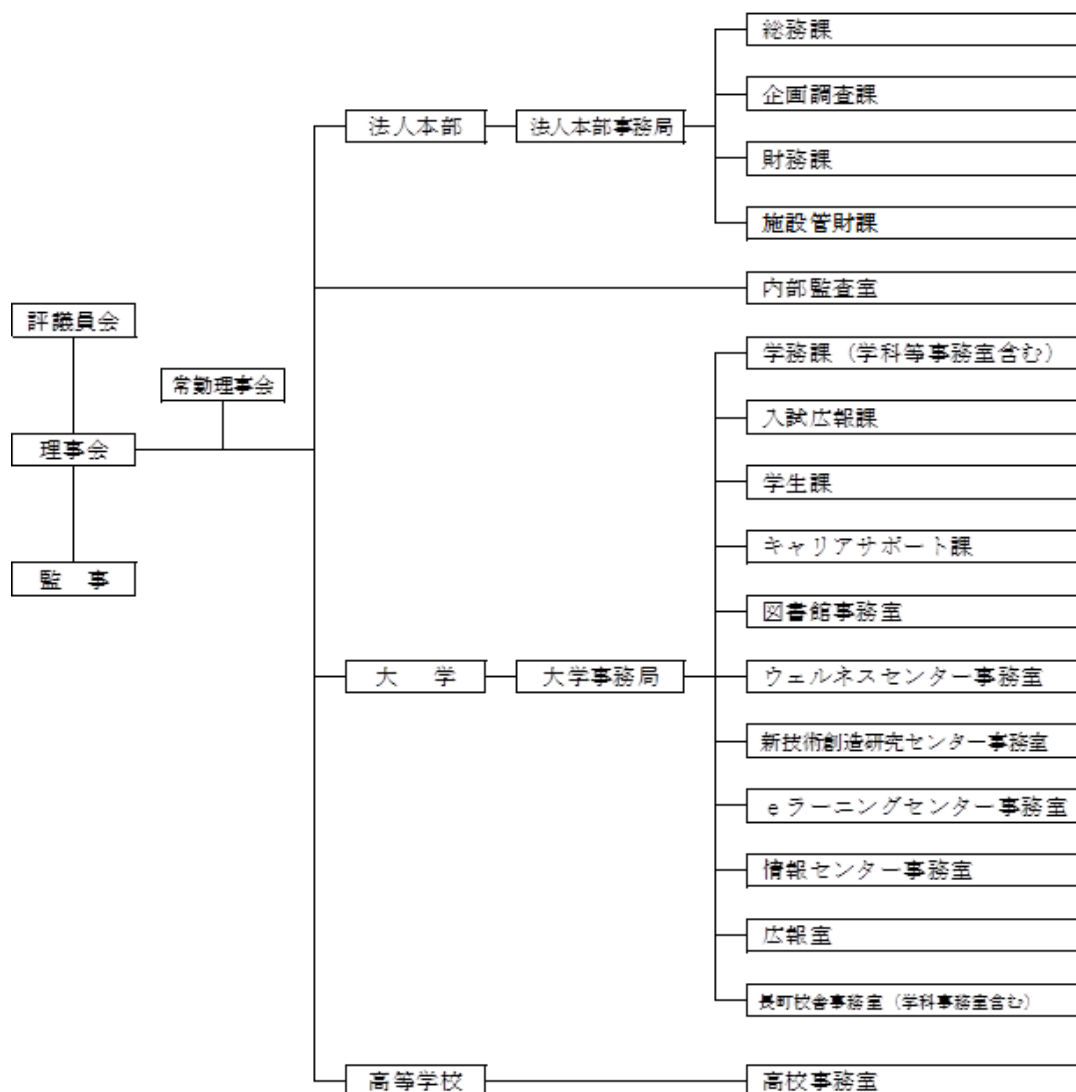 総務課
企画調査課
法人本部
法人本部事務局
財務課
施設管財課
内部監査室
評議員会
学務課（学科等事務室含む）
常勤理事会
入試広報課
理事会
学生課
キャリアサポート課
監　事
図書館事務室
大　学
大学事務局
ウェルネスセンター事務室
新技術創造研究センター事務室
eラーニングセンター事務室
情報センター事務室
広報室
長町校舎事務室（学科事務室含む）
高等学校
高校事務室